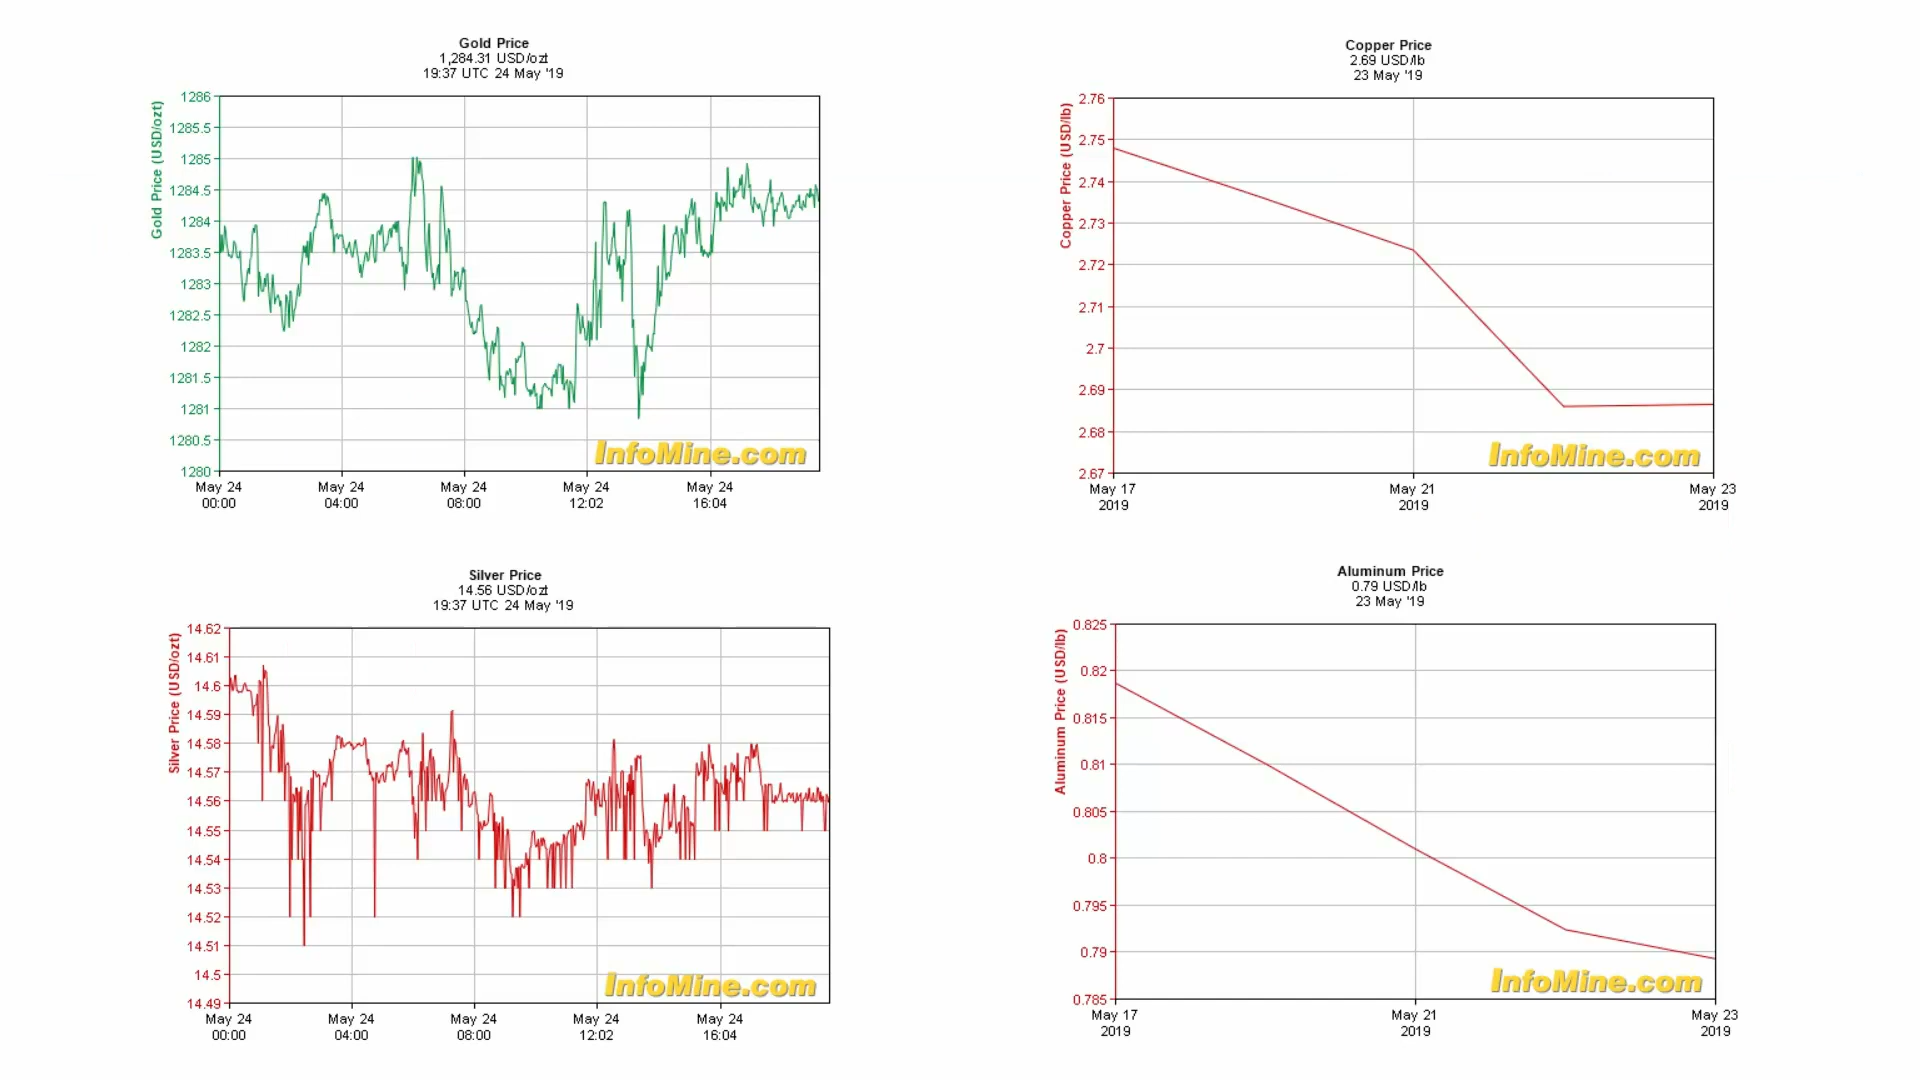 Gold Price
1,284.31 USD/ozt
19:37 UTC 24 May '19
Gold Price (USD/ozt)
1286
1285.5
1285
1284.5
1284
1283.5
1283
1282.5
1282
1281.5
1281
1280.5
1280
InfoMine.com
May 24 May 24 May 24 May 24 May 24
00:00 04:00 08:00 12:02 16:04
Copper Price
2.69 USD/lb
23 May '19
Copper Price (USD/lb)
2.76
2.75
2.74
2.73
2.72
2.71
2.7
2.69
2.68
2.67
InfoMine.com
May 17 May 21 May 23
2019 2019 2019
Silver Price
14.56 USD/ozt
19:37 UTC 24 May '19
Silver Price (USD/ozt)
14.62
14.61
14.6
14.59
14.58
14.57
14.56
14.55
14.54
14.53
14.52
14.51
14.5
14.49
InfoMine.com
May 24 May 24 May 24 May 24 May 24
00:00 04:00 08:00 12:02 16:04
Aluminum Price
0.79 USD/lb
23 May '19
Aluminum Price (USD/lb)
0.825
0.82
0.815
0.81
0.805
0.8
0.795
0.79
0.785
InfoMine.com
May 17 May 21 May 23
2019 2019 2019